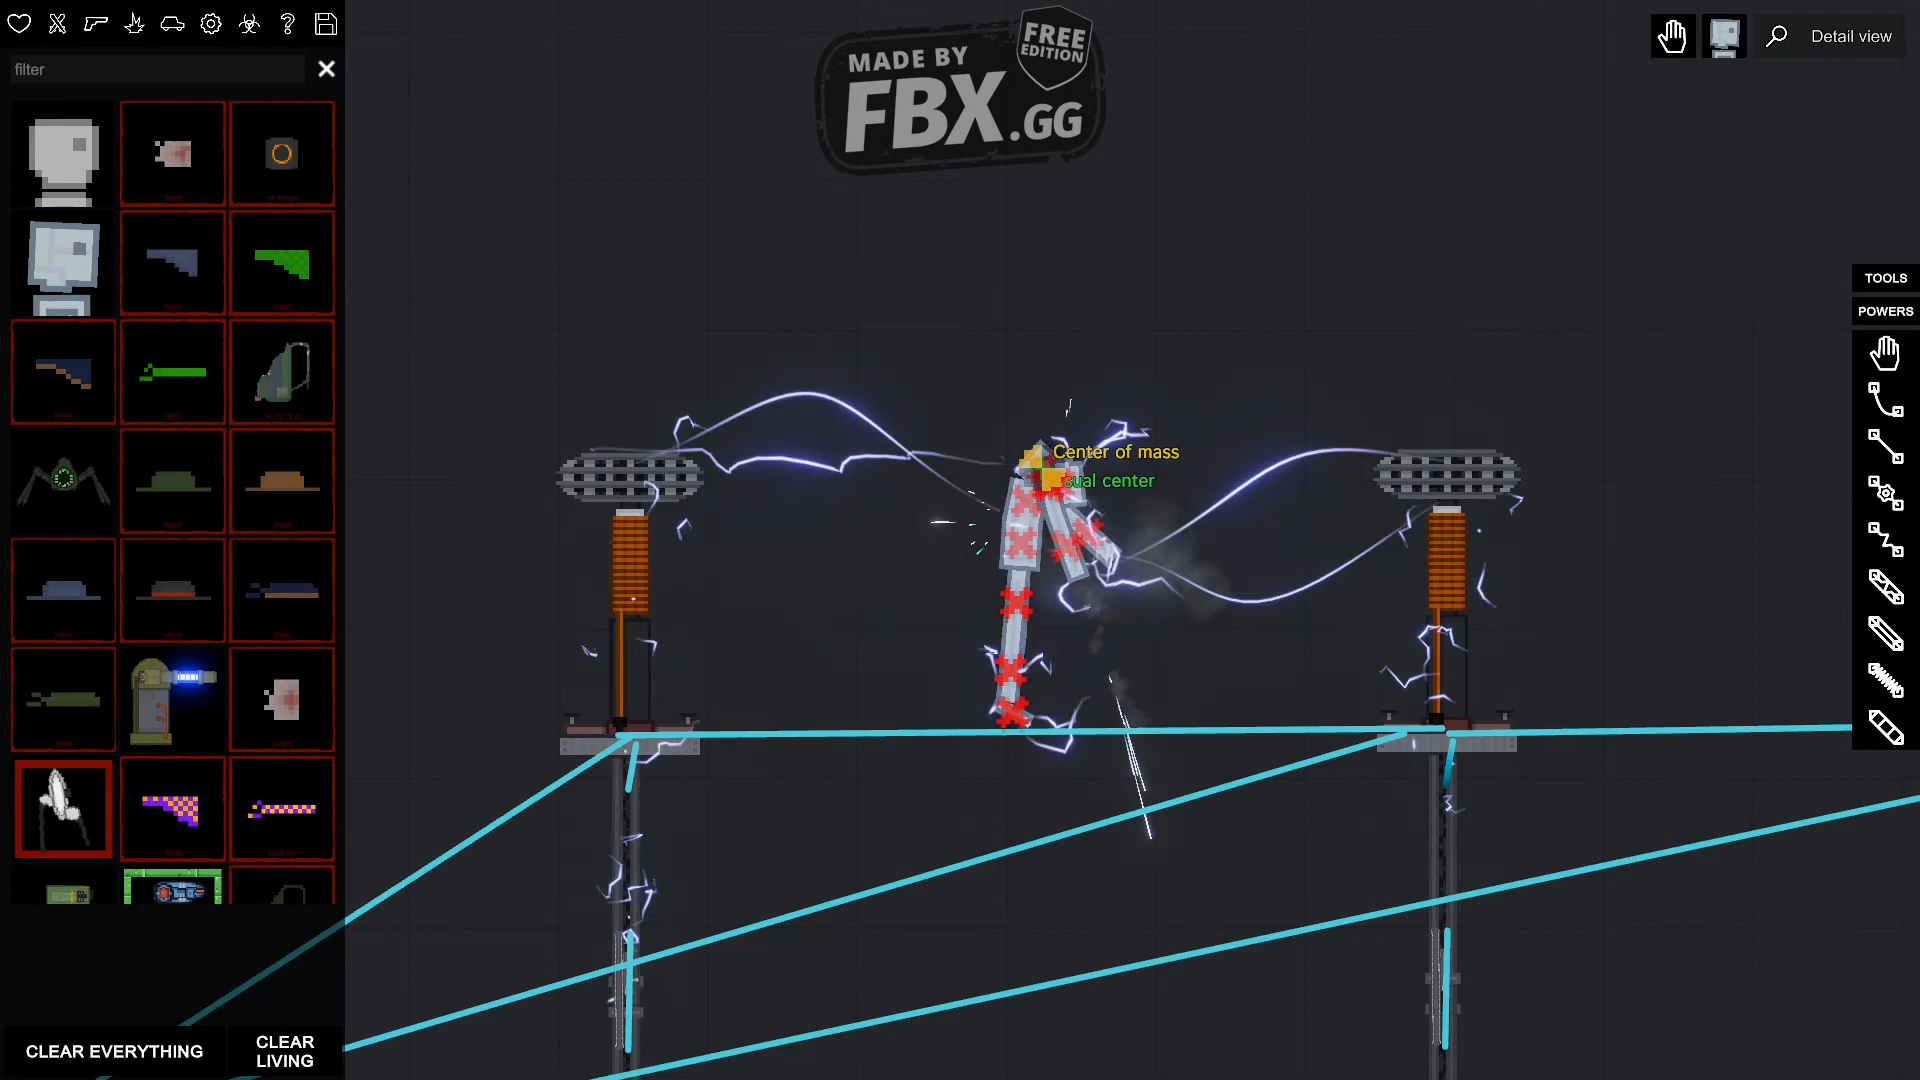 filter
MADE BY
FBX.GG
FREE
EDITION
Detail view
TOOLS
POWERS
Center of mass
sual center
CLEAR EVERYTHING
CLEAR
LIVING